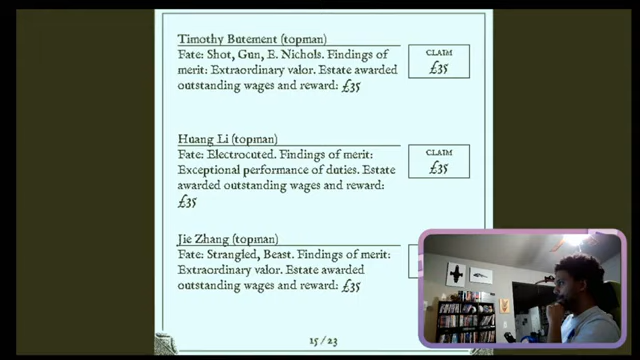 Timothy Butement (topman)
Fate: Shot, Gun, E. Nichols. Findings of
merit: Extraordinary valor. Estate awarded
outstanding wages and reward: £35
CLAIM
£35
Huang Li (topman)
Fate: Electrocuted. Findings of merit:
Exceptional performance of duties. Estate
awarded outstanding wages and reward:
£35
CLAIM
£35
Jie Zhang (topman)
Fate: Strangled, Beast. Findings of merit:
Extraordinary valor. Estate awarded
outstanding wages and reward: £35
15 / 23